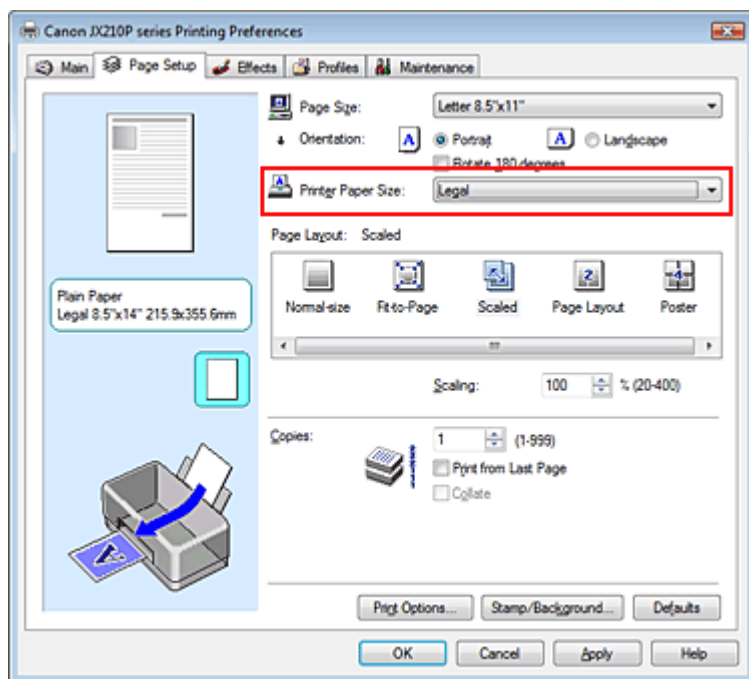 Canon JX210P series Printing Preferences
Main Page Setup Effects Profiles Maintenance
Page Size: Letter 8.5"x11"
Orientation: A Portrait A Landscape
Rotate 180 degrees
Printer Paper Size: Legal
Page Layout: Scaled
Normal-size Fit-to-Page Scaled Page Layout Poster
Plain Paper
Legal 8.5"x14" 215.9x355.6mm
Scaling: 100 % (20-400)
Copies: 1 (1-999)
Print from Last Page
Collate
Print Options... Stamp/Background... Defaults
OK Cancel Apply Help